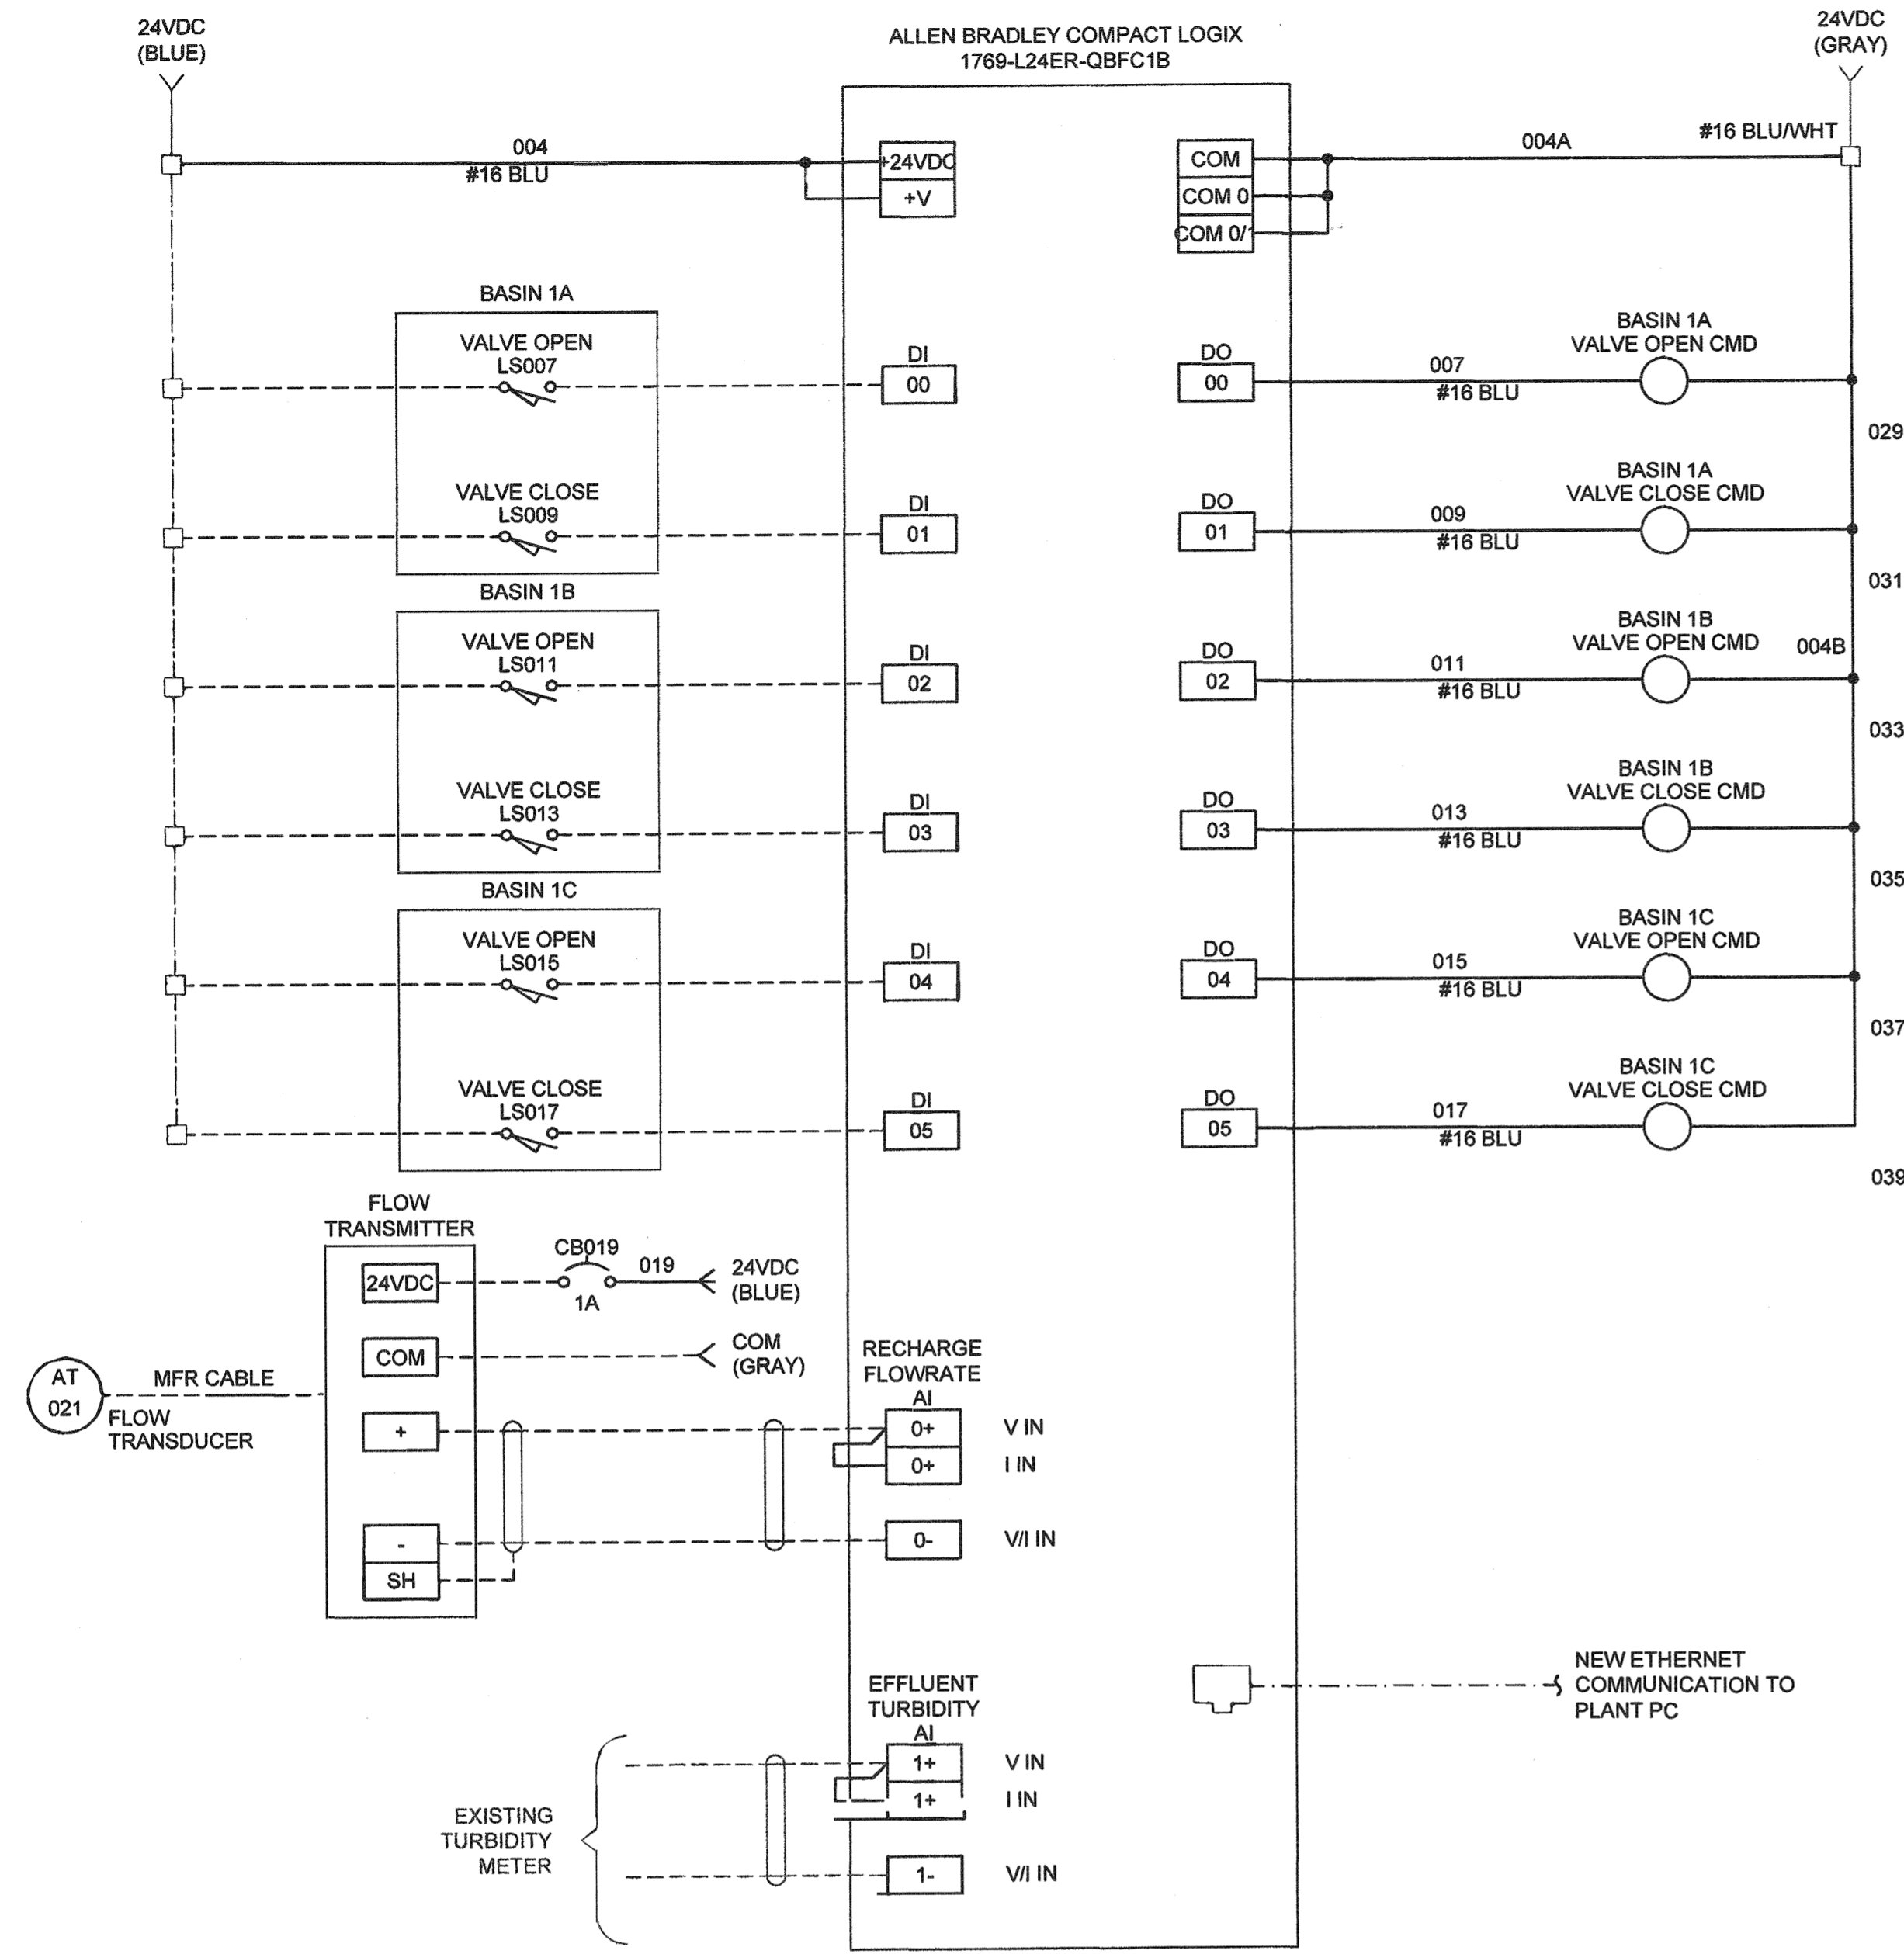 24VDC
(BLUE)
ALLEN BRADLEY COMPACT LOGIX
1769-L24ER-QBFC1B
24VDC
(GRAY)
004
#16 BLU
+24VDC
+V
COM
COM 0
COM 0/1
004A
#16 BLU/WHT
BASIN 1A
VALVE OPEN
LS007
DI
00
DO
00
007
#16 BLU
BASIN 1A
VALVE OPEN CMD
029
VALVE CLOSE
LS009
DI
01
DO
01
009
#16 BLU
BASIN 1A
VALVE CLOSE CMD
031
BASIN 1B
VALVE OPEN
LS011
DI
02
DO
02
011
#16 BLU
BASIN 1B
VALVE OPEN CMD
004B
033
VALVE CLOSE
LS013
DI
03
DO
03
013
#16 BLU
BASIN 1B
VALVE CLOSE CMD
035
BASIN 1C
VALVE OPEN
LS015
DI
04
DO
04
015
#16 BLU
BASIN 1C
VALVE OPEN CMD
037
VALVE CLOSE
LS017
DI
05
DO
05
017
#16 BLU
BASIN 1C
VALVE CLOSE CMD
039
FLOW
TRANSMITTER
24VDC
CB019
1A
019
24VDC
(BLUE)
COM
COM
(GRAY)
AT
021
MFR CABLE
FLOW
TRANSDUCER
+
-
SH
RECHARGE
FLOWRATE
AI
0+
V IN
0+
I IN
0-
V/I IN
EFFLUENT
TURBIDITY
AI
1+
V IN
1+
I IN
1-
V/I IN
EXISTING
TURBIDITY
METER
NEW ETHERNET
COMMUNICATION TO
PLANT PC